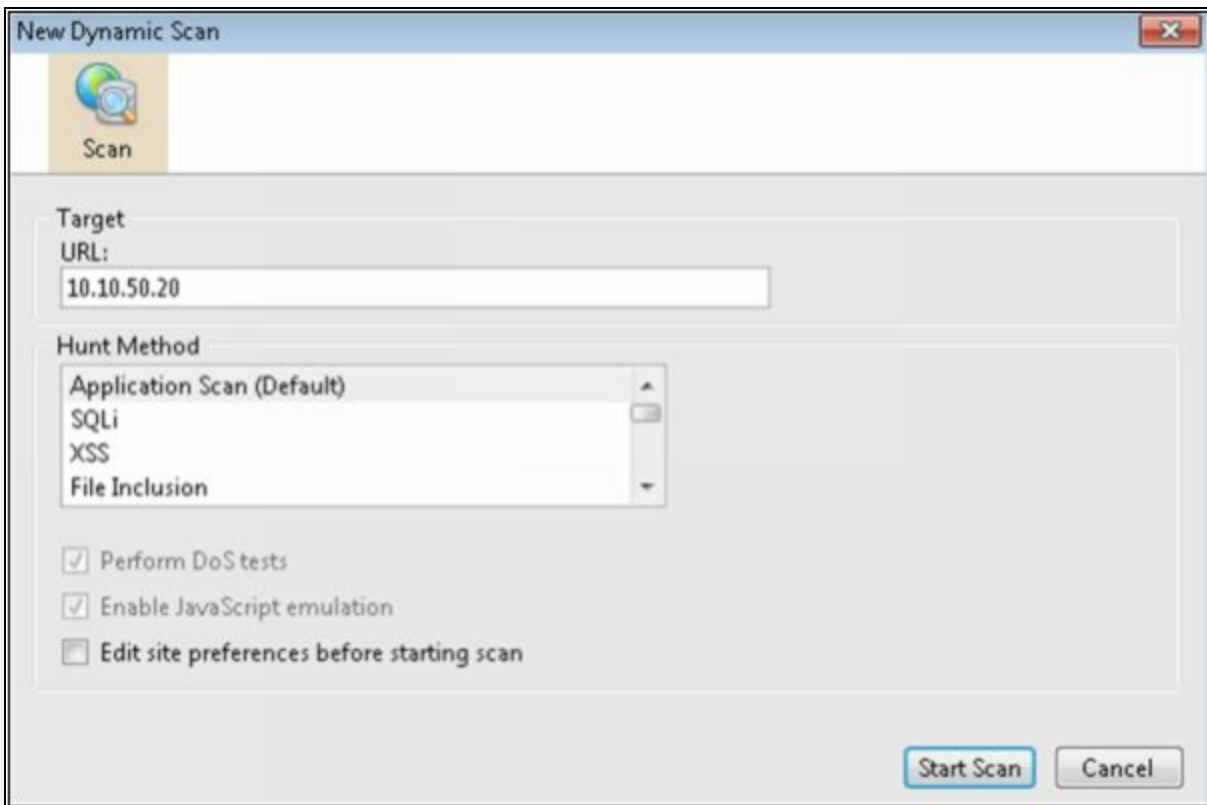 New Dynamic Scan
Scan
Target
URL:
10.10.50.20
Hunt Method
Application Scan (Default)
SQLi
XSS
File Inclusion
Perform DoS tests
Enable JavaScript emulation
Edit site preferences before starting scan
Start Scan
Cancel